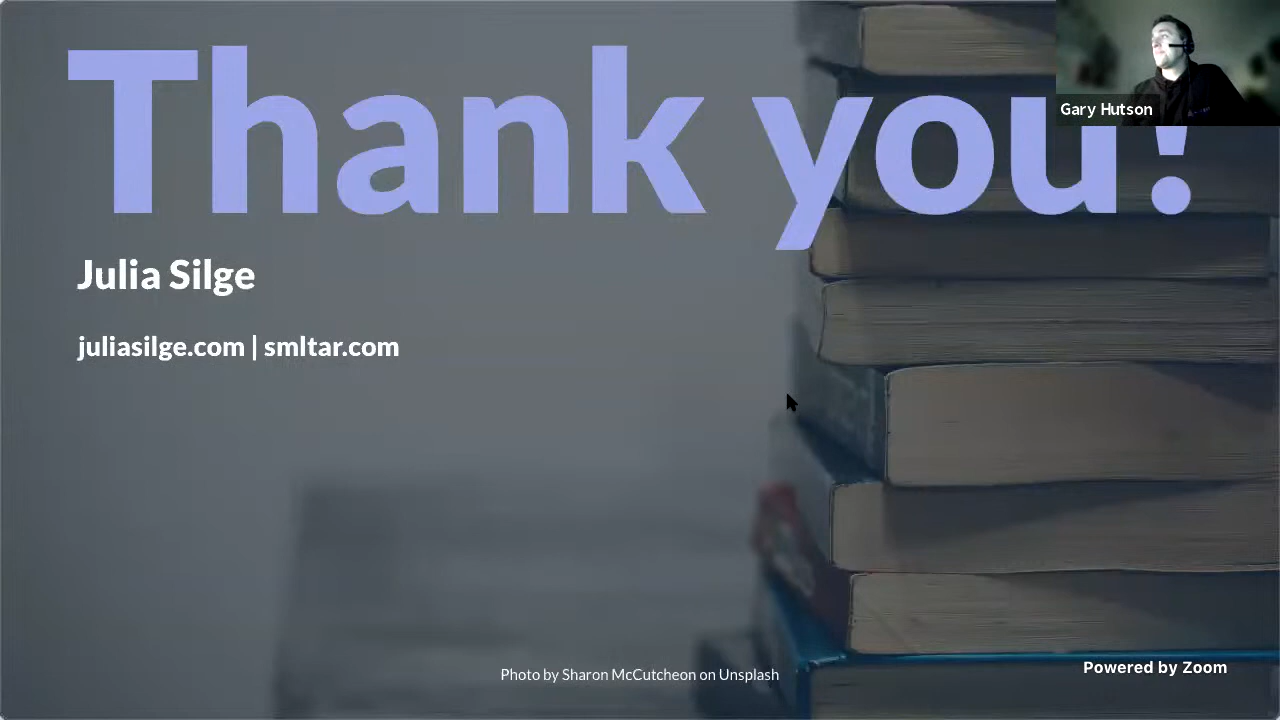 Thank you!
Gary Hutson
Julia Silge
juliasilge.com | smltar.com
Photo by Sharon McCutcheon on Unsplash
Powered by Zoom